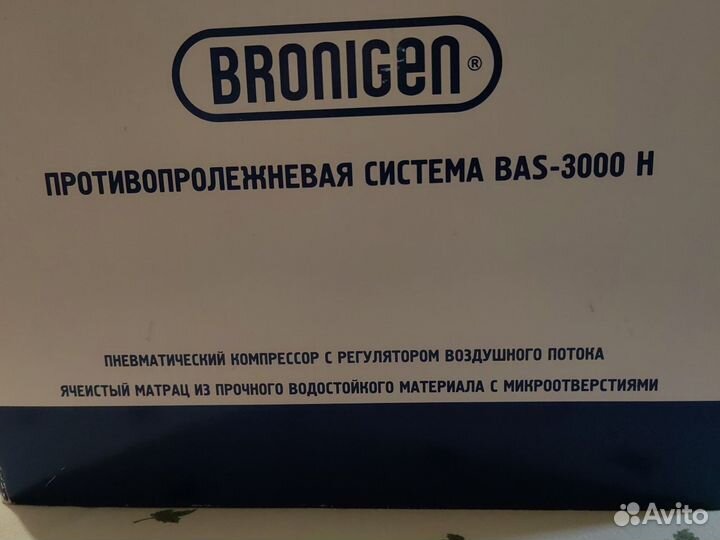 BRONIGEN®
ПРОТИВОПРОЛЕЖНЕВАЯ СИСТЕМА BAS-3000 H
ПНЕВМАТИЧЕСКИЙ КОМПРЕССОР С РЕГУЛЯТОРОМ ВОЗДУШНОГО ПОТОКА
ЯЧЕИСТЫЙ МАТРАЦ ИЗ ПРОЧНОГО ВОДОСТОЙКОГО МАТЕРИАЛА С МИКРООТВЕРСТИЯМИ
Avito